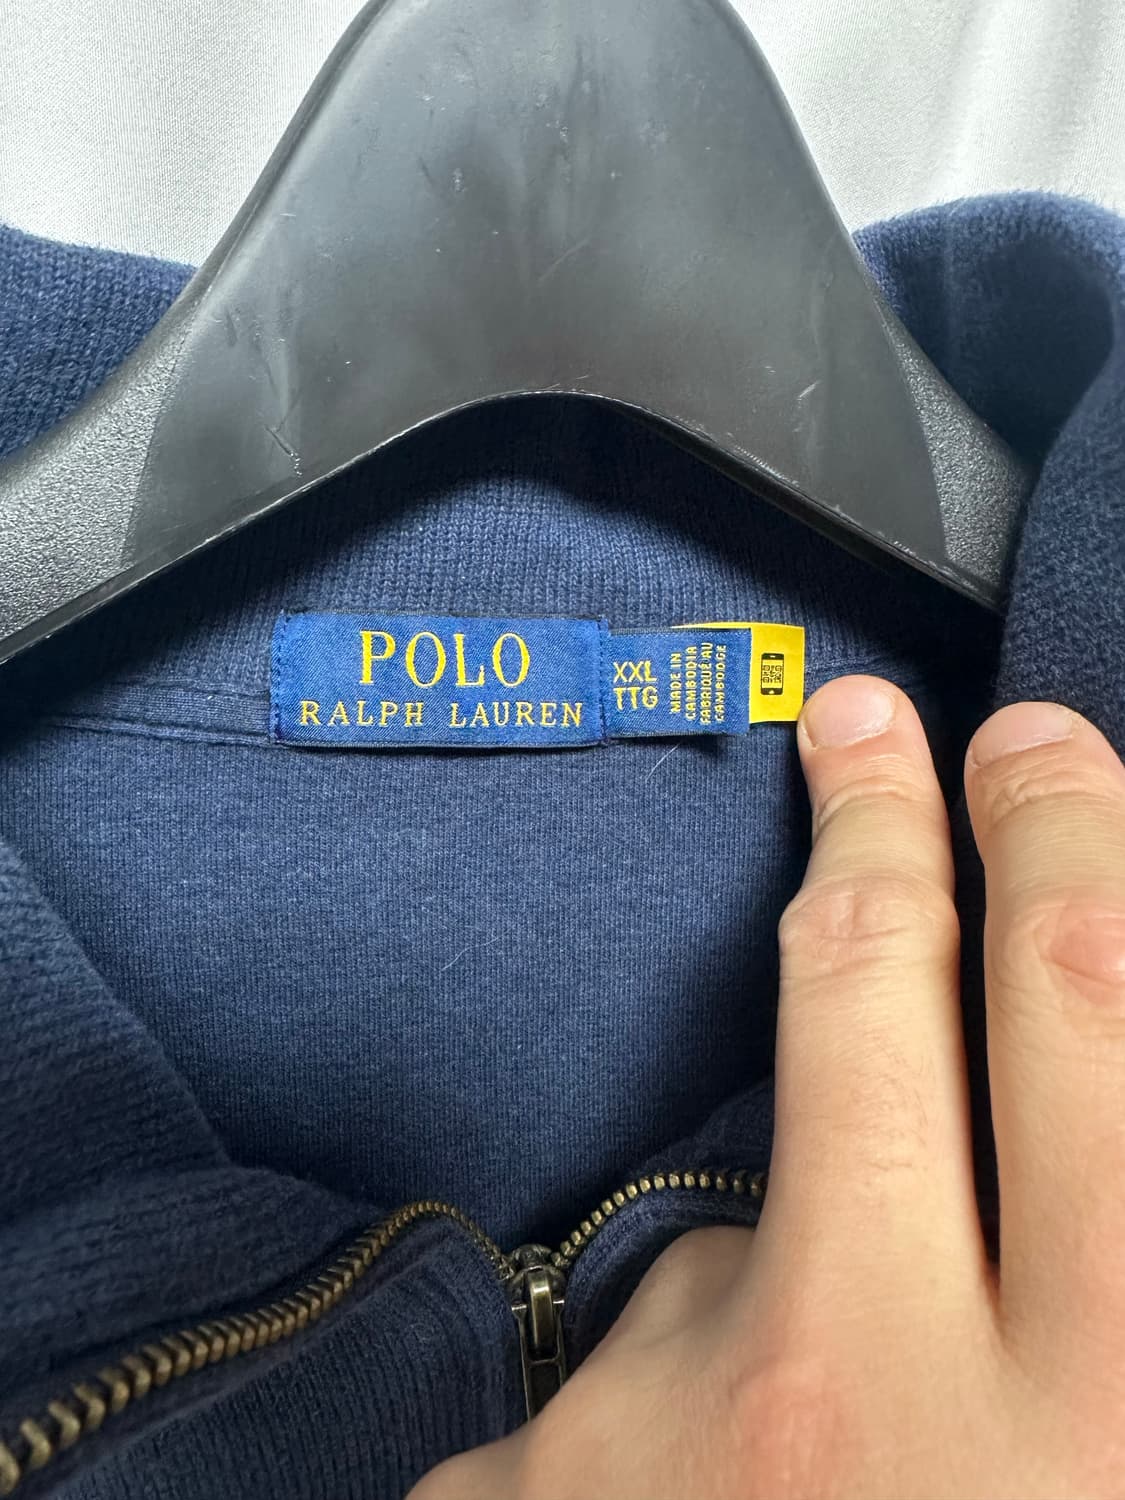 POLO
RALPH LAUREN
XXL
TTG
MADE IN
CAMBODIA
FABRIQUÉ AU
CAMBODGE